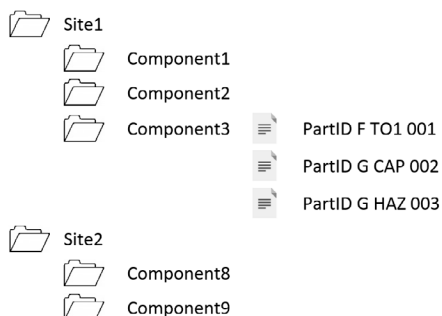 Site1
Component1
Component2
Component3 PartID F TO1 001
PartID G CAP 002
PartID G HAZ 003
Site2
Component8
Component9